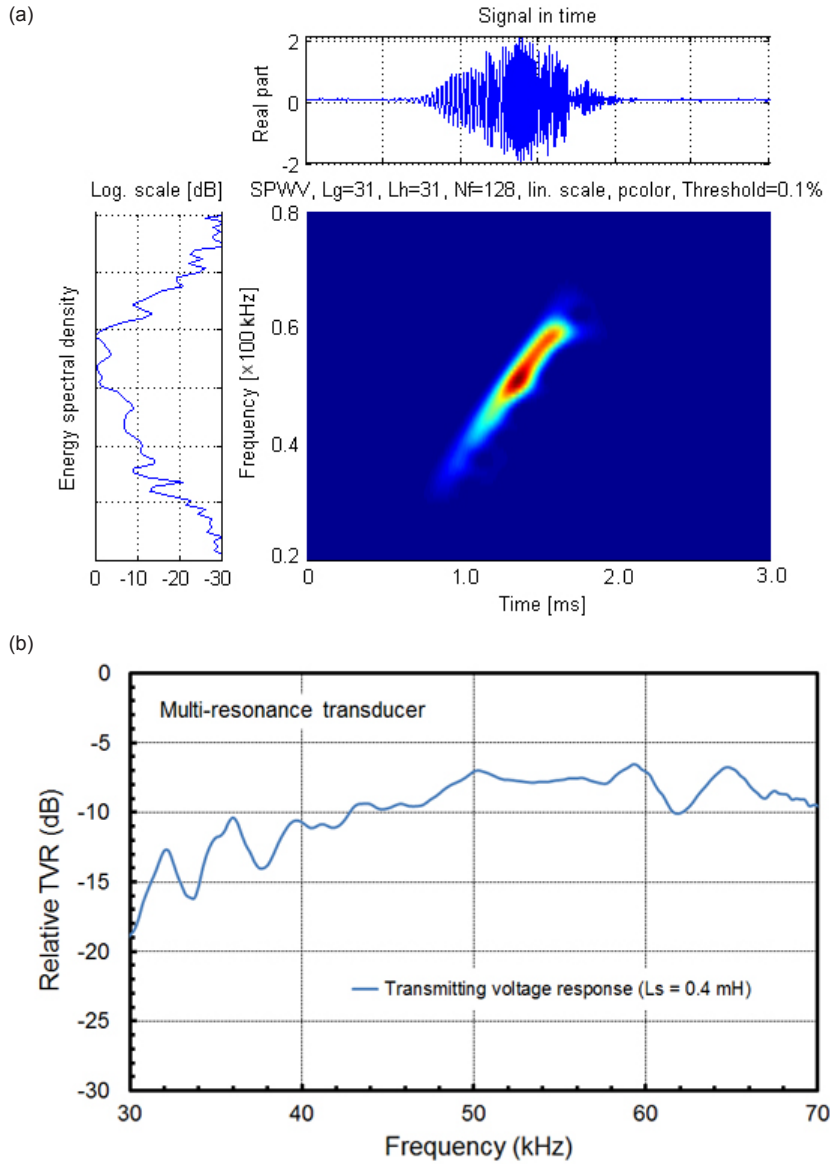 (a)
Signal in time
Real part
2
0
-2
Log. scale [dB]
SPWV, Lg=31, Lh=31, Nf=128, lin. scale, pcolor, Threshold=0.1%
Energy spectral density
0 -10 -20 -30
Frequency [×100 kHz]
0.8
0.6
0.4
0.2
0 1.0 2.0 3.0
Time [ms]
(b)
Relative TVR (dB)
0
-5
-10
-15
-20
-25
-30
Multi-resonance transducer
Transmitting voltage response (Ls = 0.4 mH)
30 40 50 60 70
Frequency (kHz)